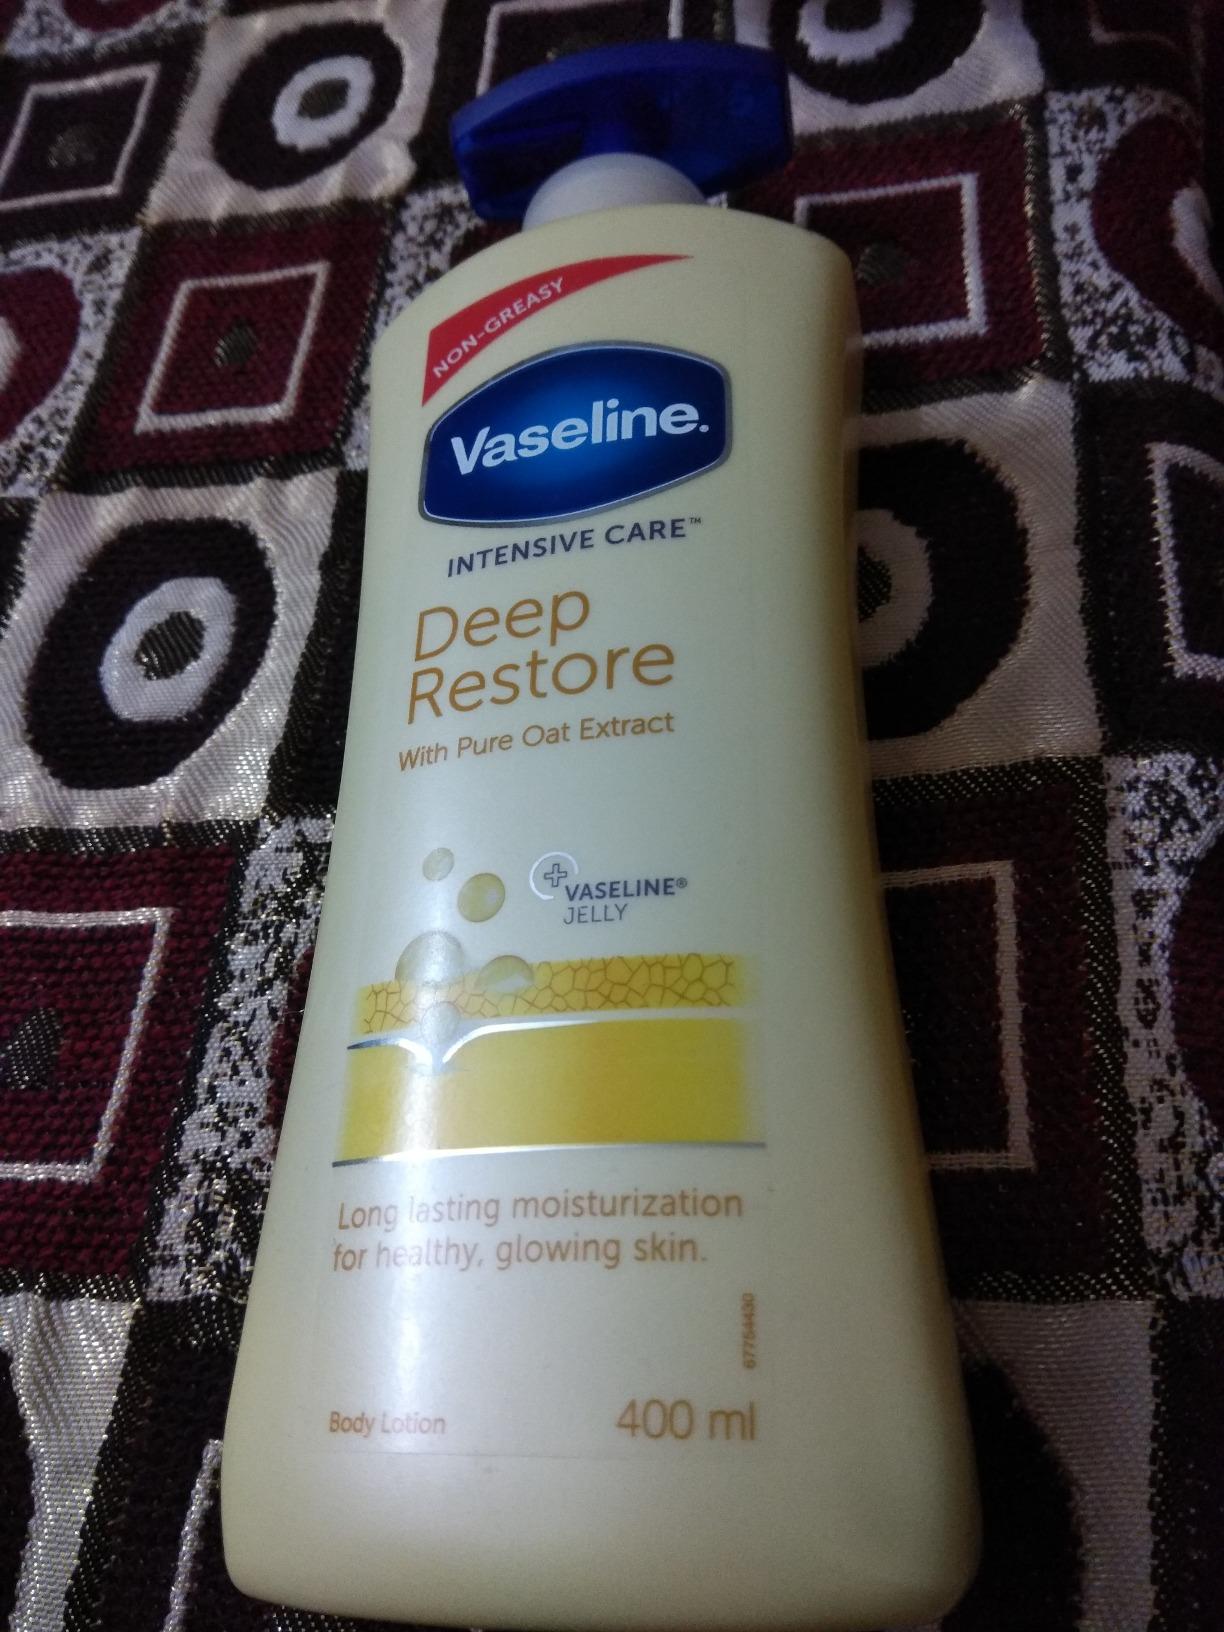 NON-GREASY
Vaseline.
INTENSIVE CARE™
Deep
Restore
With Pure Oat Extract
VASELINE®
JELLY
Long lasting moisturization
for healthy, glowing skin.
67754430
Body Lotion
400 ml